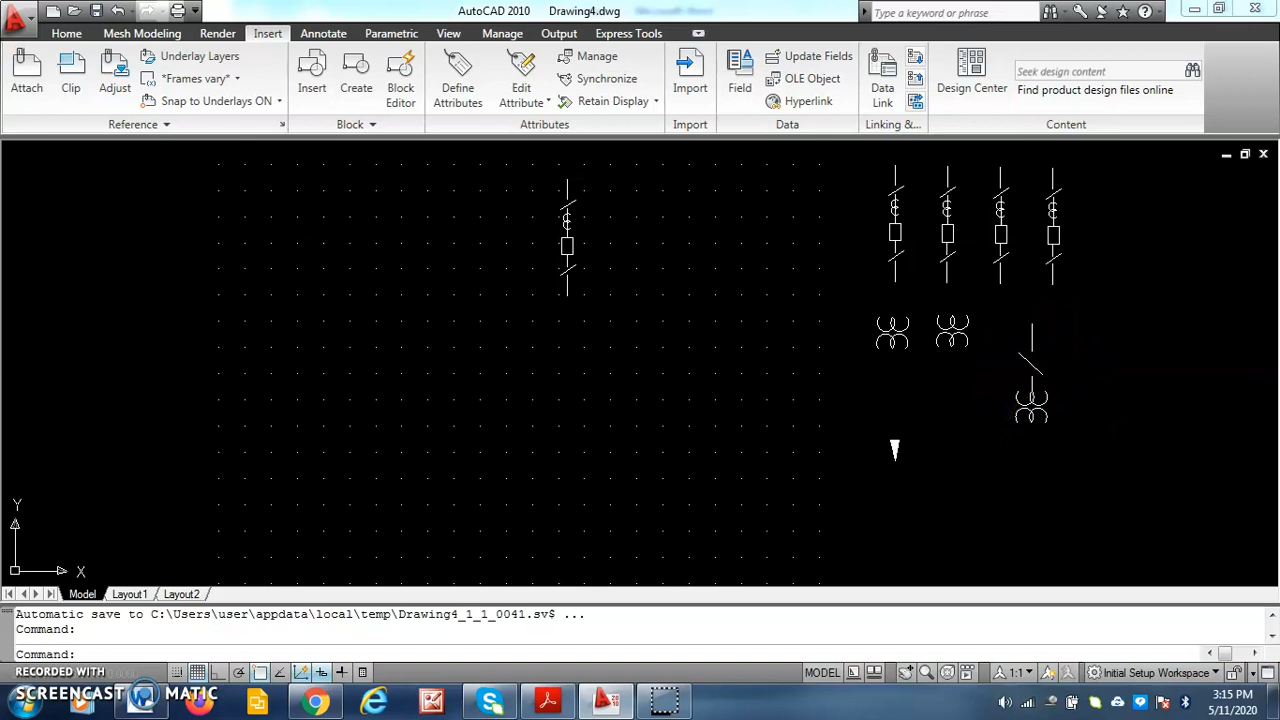 AutoCAD 2010 Drawing4.dwg
Type a keyword or phrase
Home Mesh Modeling Render Insert Annotate Parametric View Manage Output Express Tools
Attach Clip Adjust
Underlay Layers
*Frames vary*
Snap to Underlays ON
Reference
Insert Create Block Editor
Block
Define Attributes Edit Attribute
Manage
Synchronize
Retain Display
Attributes
Import
Import
Field
Update Fields
OLE Object
Hyperlink
Data
Data Link
Linking &...
Design Center
Seek design content
Find product design files online
Content
Y
X
Model Layout1 Layout2
Automatic save to C:\Users\user\appdata\local\temp\Drawing4_1_1_0041.sv$ ...
Command:
Command:
RECORDED WITH
SCREENCAST MATIC
MODEL 1:1 Initial Setup Workspace
3:15 PM
5/11/2020